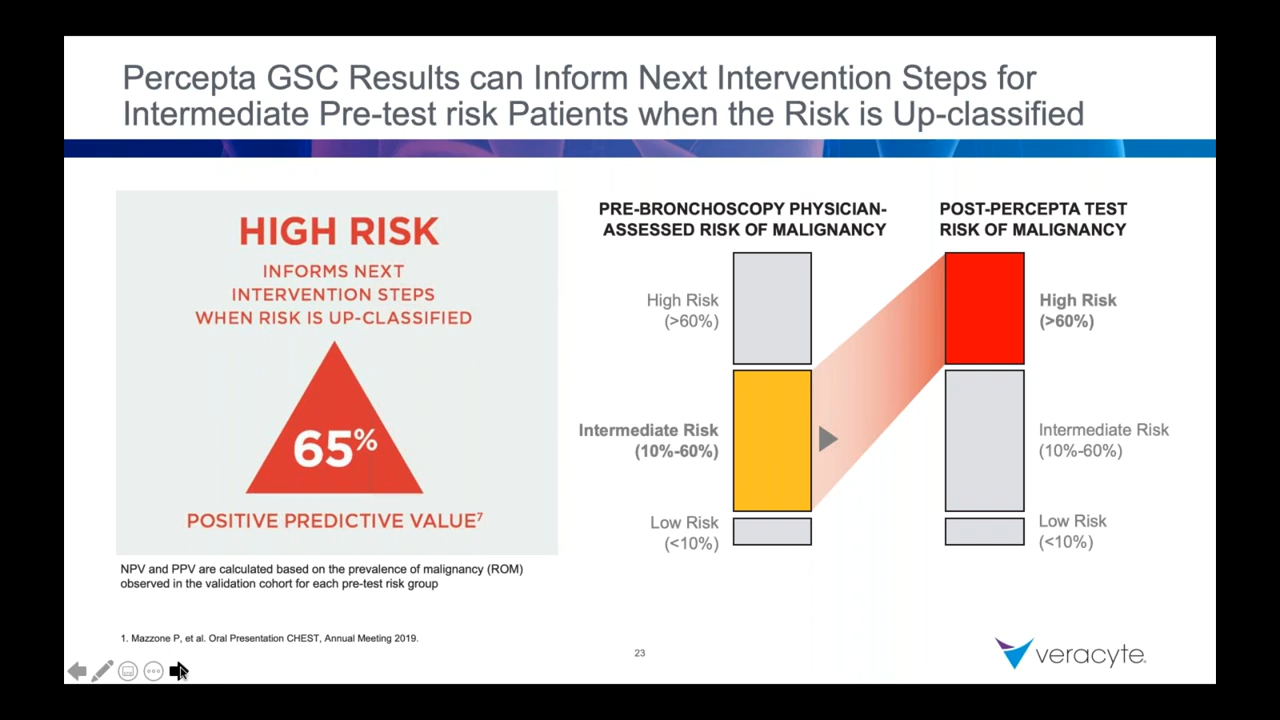 Percepta GSC Results can Inform Next Intervention Steps for
Intermediate Pre-test risk Patients when the Risk is Up-classified
HIGH RISK
INFORMS NEXT
INTERVENTION STEPS
WHEN RISK IS UP-CLASSIFIED
65%
POSITIVE PREDICTIVE VALUE7
NPV and PPV are calculated based on the prevalence of malignancy (ROM)
observed in the validation cohort for each pre-test risk group
PRE-BRONCHOSCOPY PHYSICIAN-
ASSESSED RISK OF MALIGNANCY
High Risk
(>60%)
Intermediate Risk
(10%-60%)
Low Risk
(<10%)
POST-PERCEPTA TEST
RISK OF MALIGNANCY
High Risk
(>60%)
Intermediate Risk
(10%-60%)
Low Risk
(<10%)
1. Mazzone P, et al. Oral Presentation CHEST, Annual Meeting 2019.
23
veracyte.